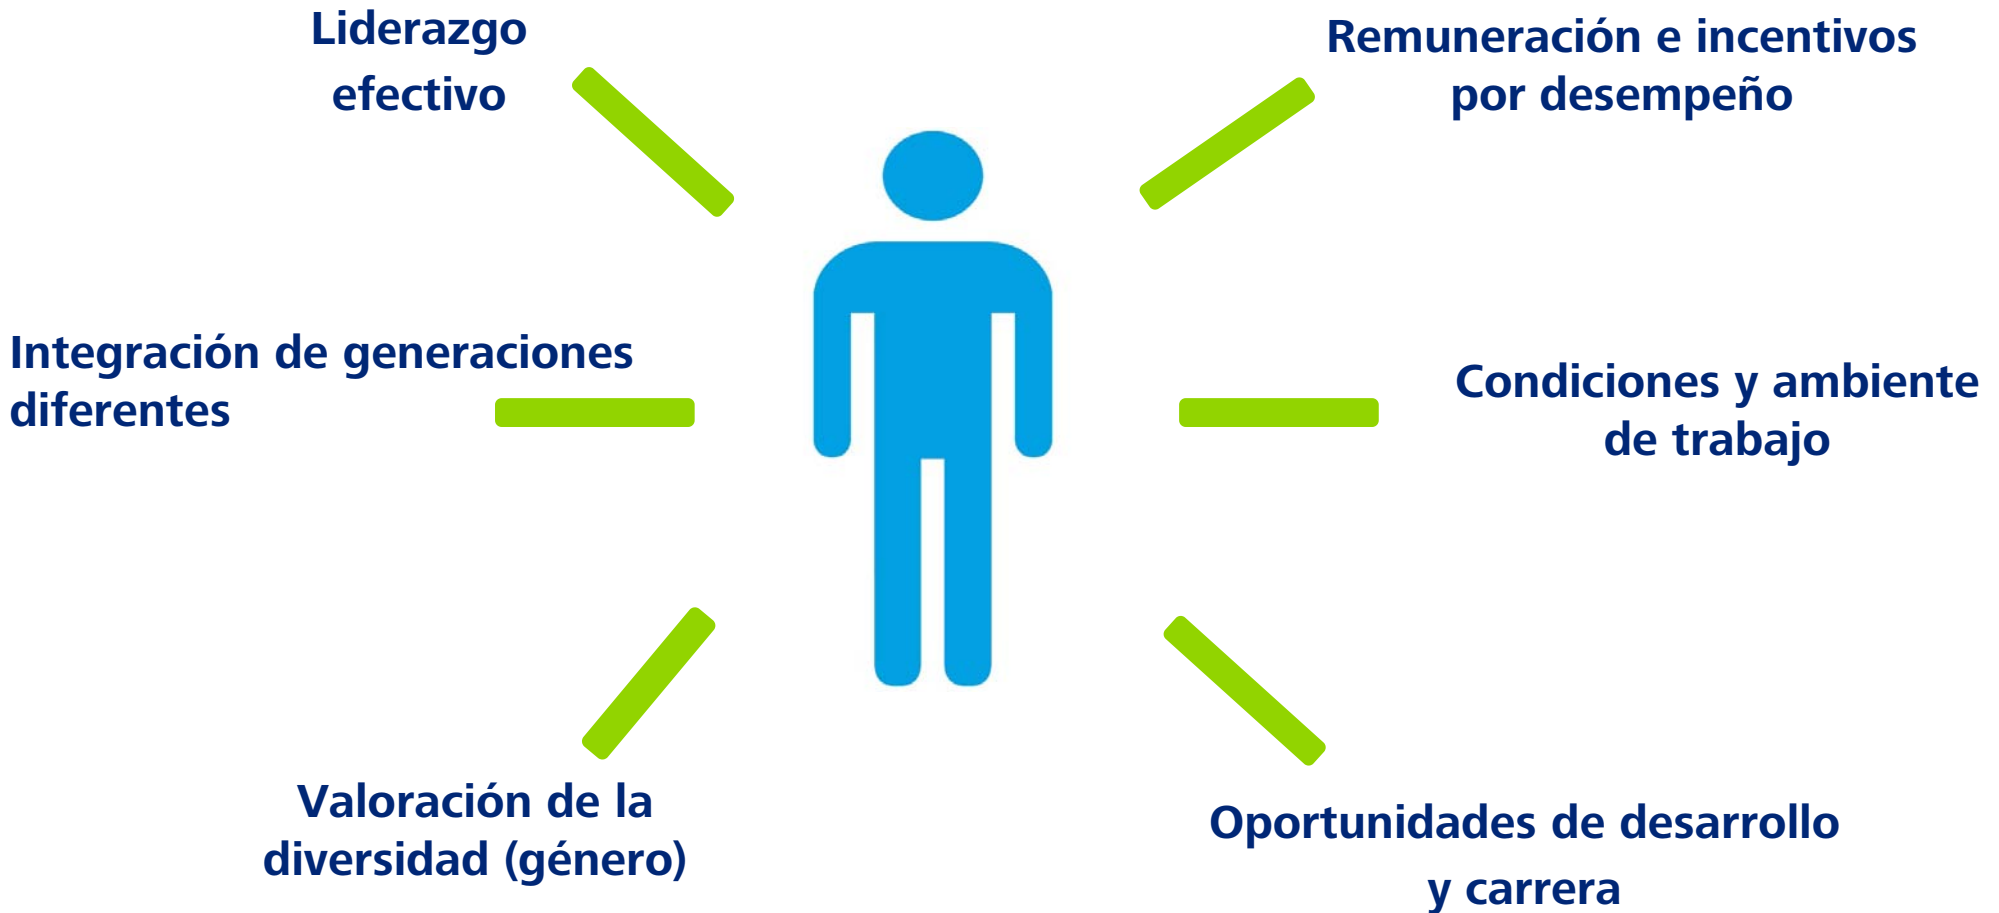 Liderazgo
efectivo
Remuneración e incentivos
por desempeño
Integración de generaciones
diferentes
Condiciones y ambiente
de trabajo
Valoración de la
diversidad (género)
Oportunidades de desarrollo
y carrera